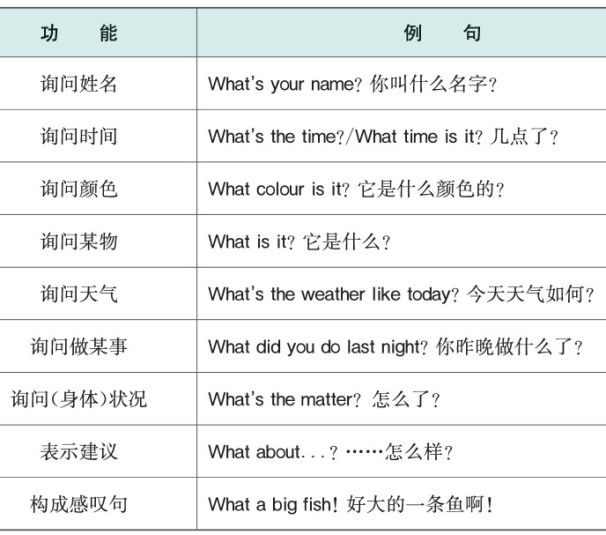 功 能 例 句
询问姓名 What's your name? 你叫什么名字?
询问时间 What's the time?/What time is it? 几点了?
询问颜色 What colour is it? 它是什么颜色的?
询问某物 What is it? 它是什么?
询问天气 What's the weather like today? 今天天气如何?
询问做某事 What did you do last night? 你昨晚做什么了?
询问(身体)状况 What's the matter? 怎么了?
表示建议 What about...? ……怎么样?
构成感叹句 What a big fish! 好大的一条鱼啊!